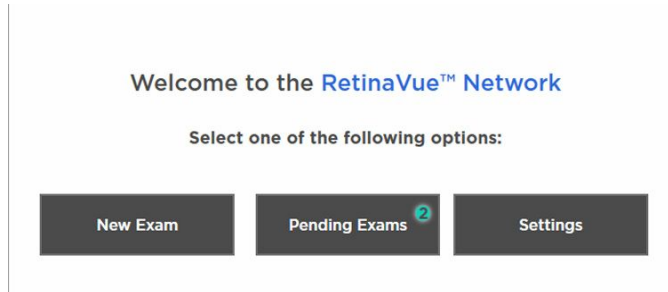 Welcome to the RetinaVue™ Network
Select one of the following options:
New Exam
Pending Exams 2
Settings